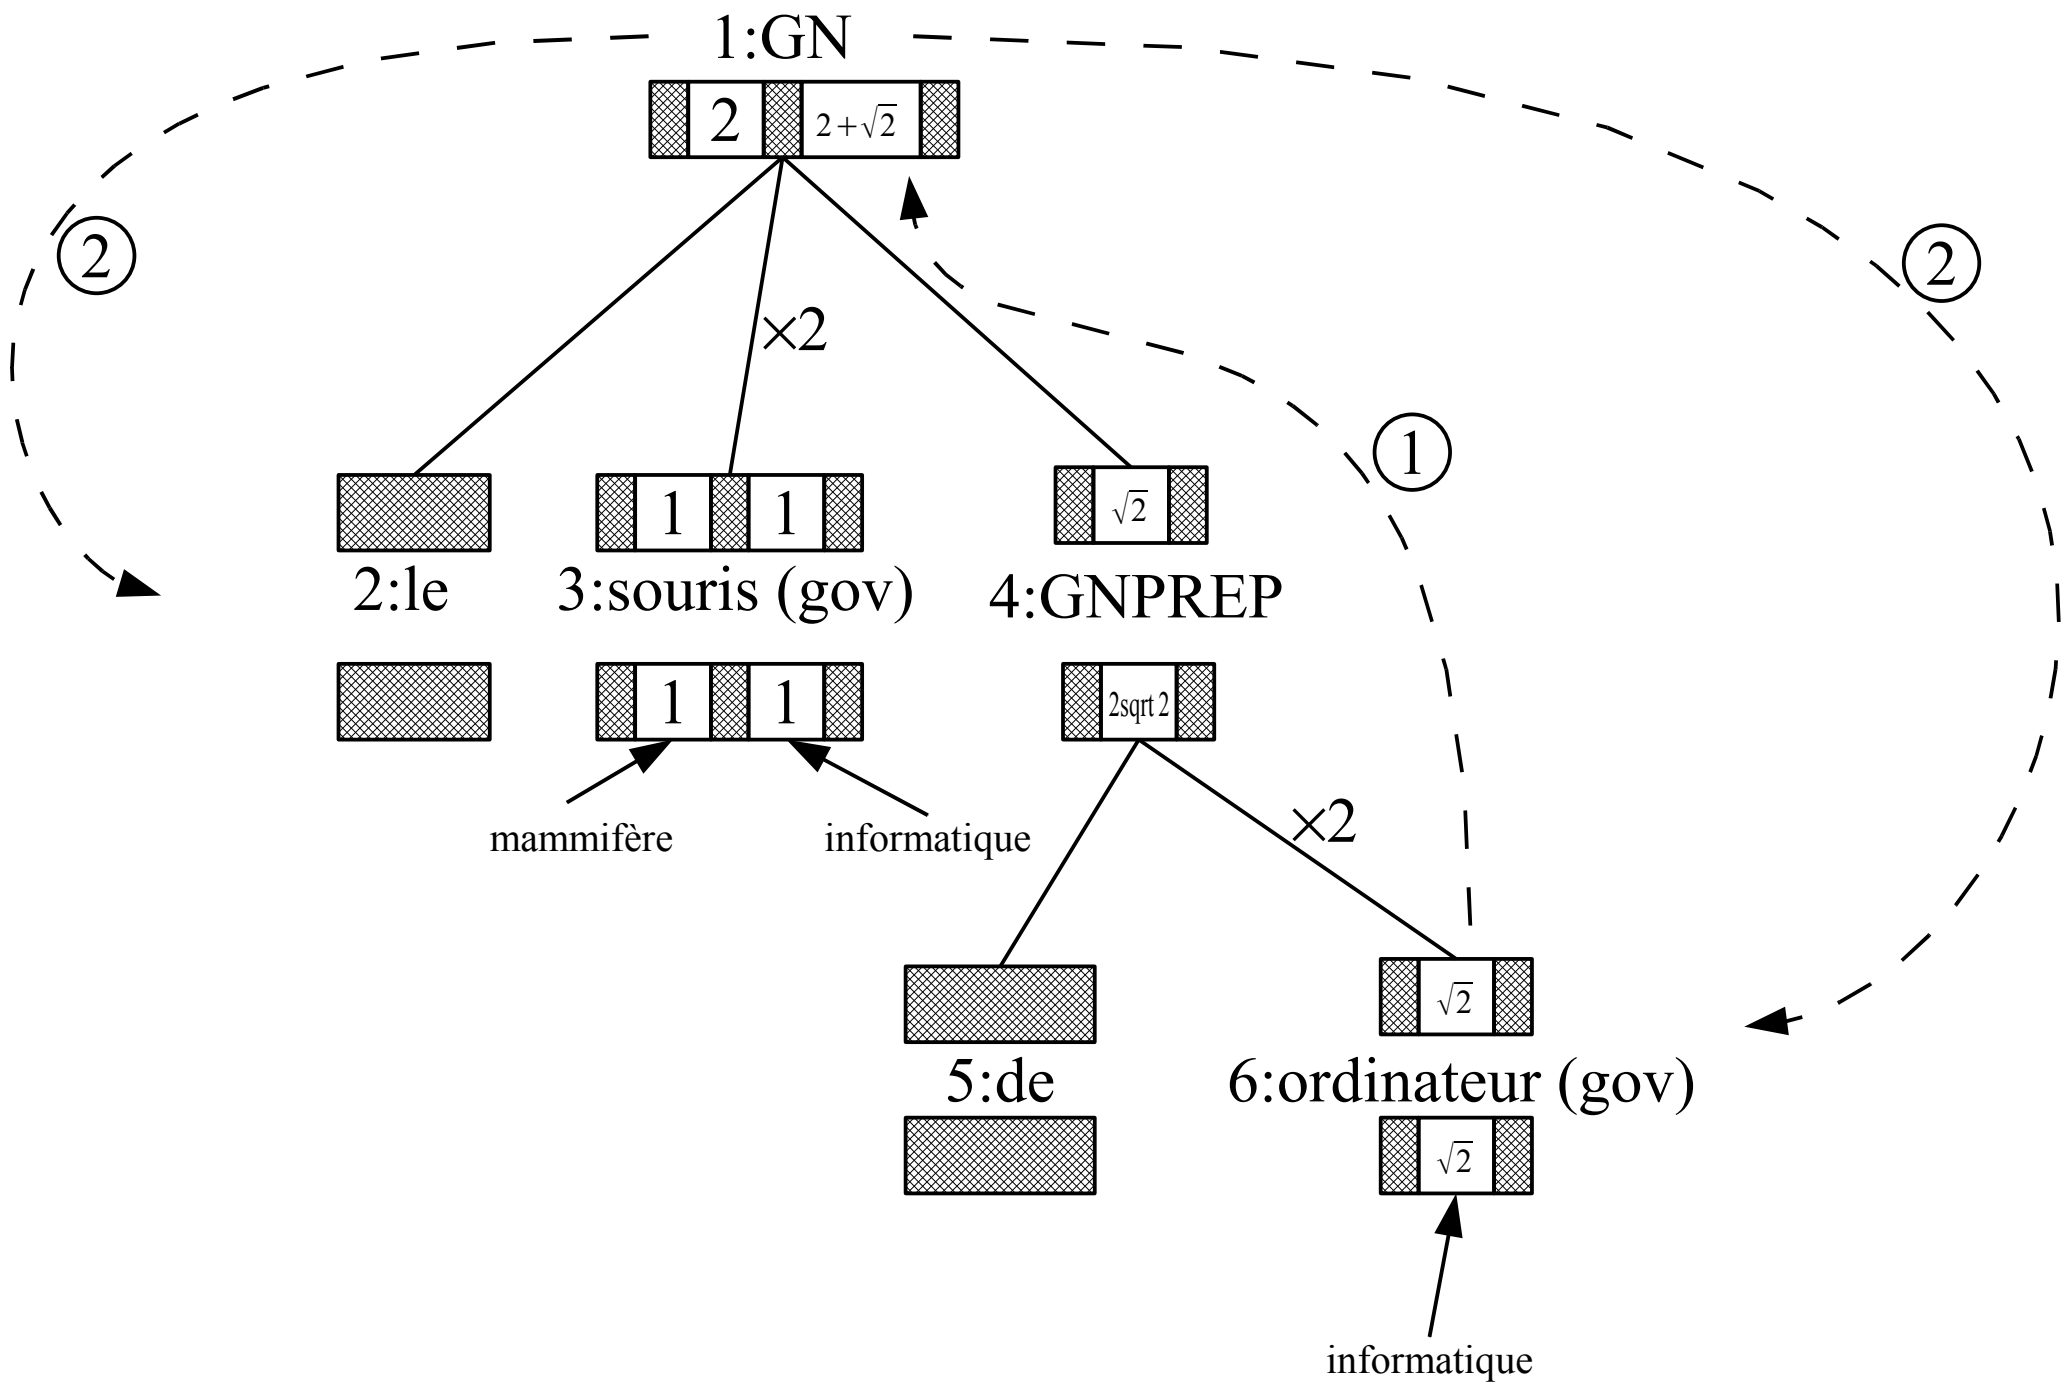 1:GN
2 2+√2
② ②
×2
①
1 1 √2
2:le 3:souris (gov) 4:GNPREP
1 1 2sqrt 2
mammifère informatique
×2
√2
5:de 6:ordinateur (gov)
√2
informatique